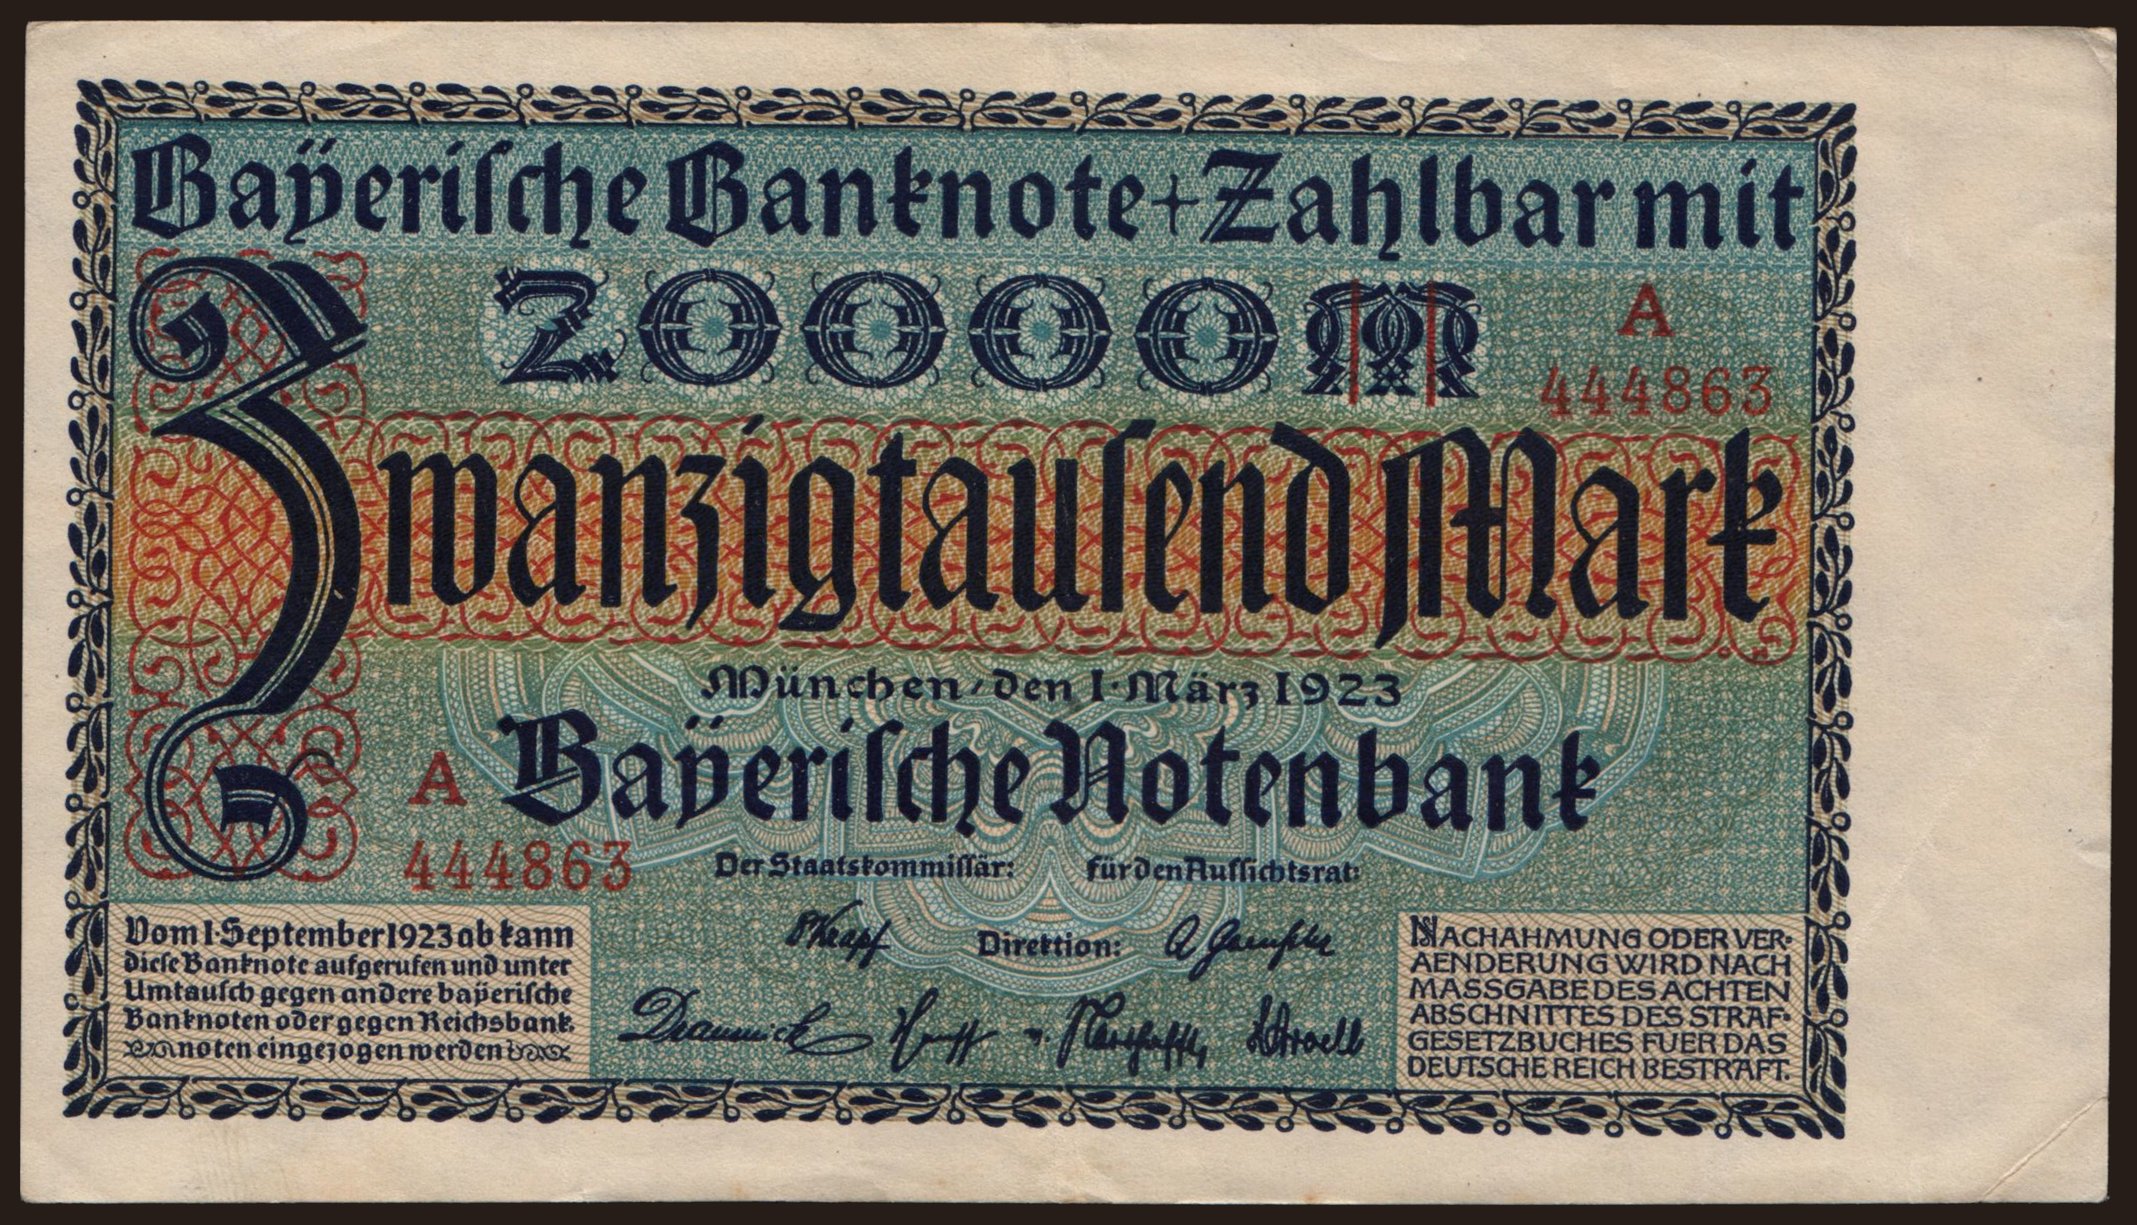 Bayerische Banknote + Zahlbar mit
20000 M
A
444863
Zwanzigtausend Mark
München, den 1. März 1923
Bayerische Notenbank
A
444863
Der Staatskommissär: für den Aufsichtsrat:
Direktion:
Vom 1. September 1923 ab kann
diese Banknote aufgerufen und unter
Umtausch gegen andere bayerische
Banknoten oder gegen Reichsbank-
noten eingezogen werden
NACHAHMUNG ODER VER-
AENDERUNG WIRD NACH
MASSGABE DES ACHTEN
ABSCHNITTES DES STRAF-
GESETZBUCHES FUER DAS
DEUTSCHE REICH BESTRAFT.